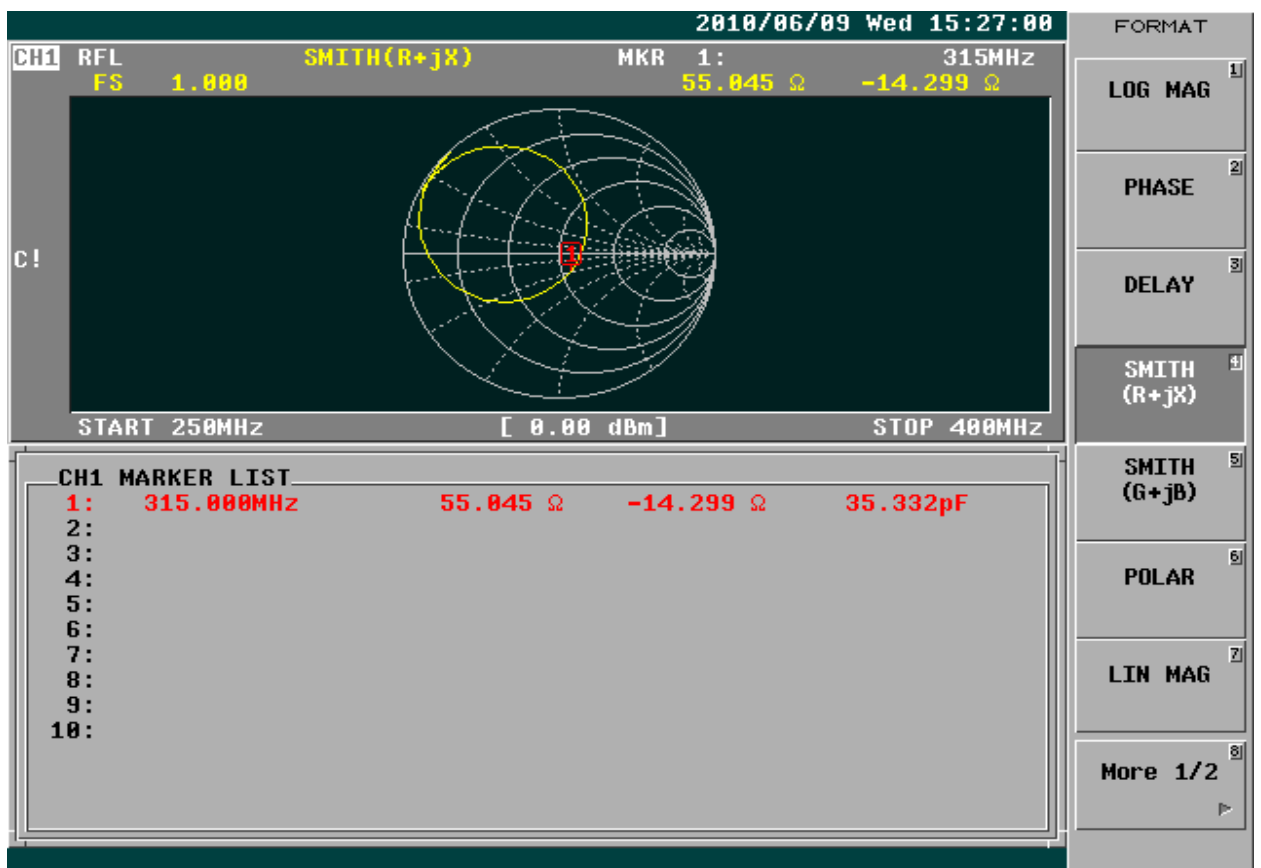 2010/06/09 Wed 15:27:00
CH1 RFL SMITH(R+jX) MKR 1: 315MHz
FS 1.000 55.045 Ω -14.299 Ω
1
C!
START 250MHz [ 0.00 dBm] STOP 400MHz
CH1 MARKER LIST
1: 315.000MHz 55.045 Ω -14.299 Ω 35.332pF
2:
3:
4:
5:
6:
7:
8:
9:
10:
FORMAT
1
LOG MAG
2
PHASE
3
DELAY
4
SMITH
(R+jX)
5
SMITH
(G+jB)
6
POLAR
7
LIN MAG
8
More 1/2